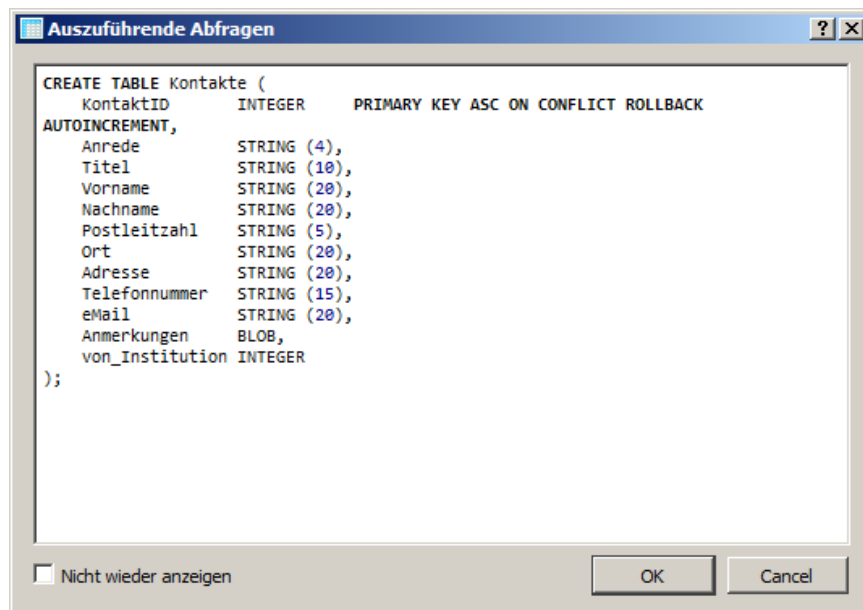 Auszuführende Abfragen
CREATE TABLE Kontakte (
    KontaktID       INTEGER     PRIMARY KEY ASC ON CONFLICT ROLLBACK
AUTOINCREMENT,
    Anrede          STRING (4),
    Titel           STRING (10),
    Vorname         STRING (20),
    Nachname        STRING (20),
    Postleitzahl    STRING (5),
    Ort             STRING (20),
    Adresse         STRING (20),
    Telefonnummer   STRING (15),
    eMail           STRING (20),
    Anmerkungen     BLOB,
    von_Institution INTEGER
);
Nicht wieder anzeigen
OK
Cancel